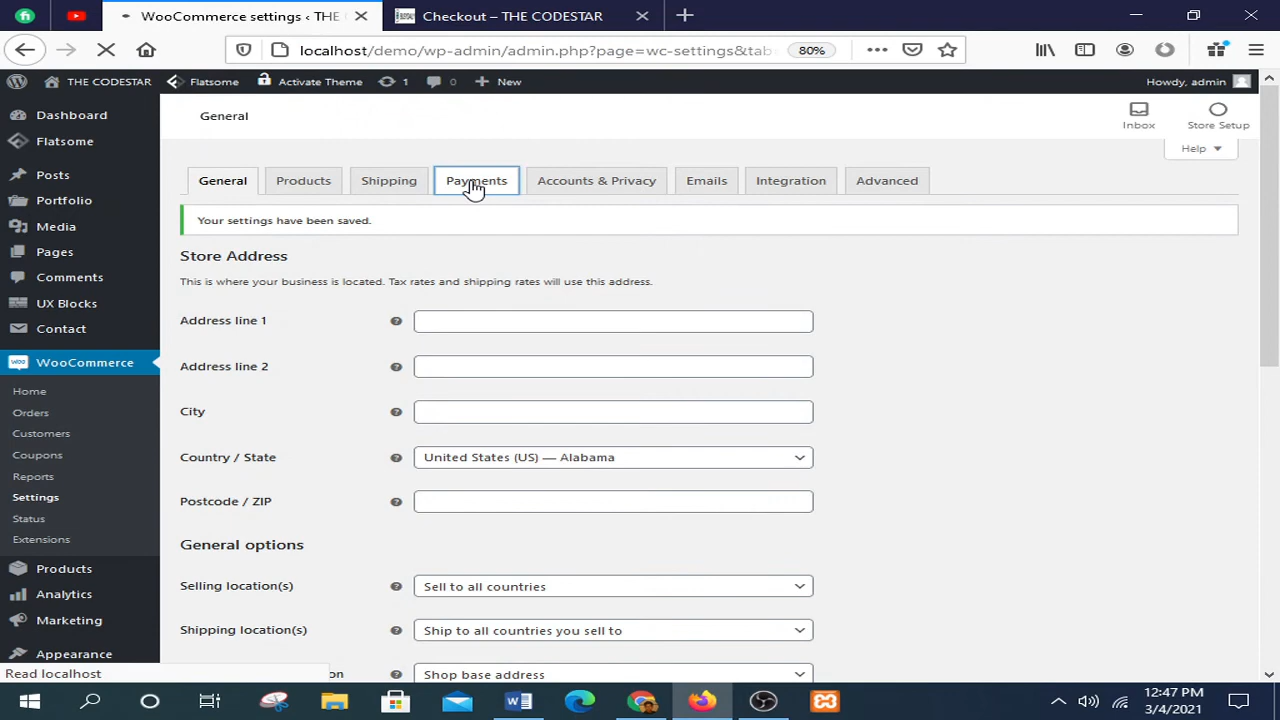 WooCommerce settings ‹ THE
Checkout – THE CODESTAR
localhost/demo/wp-admin/admin.php?page=wc-settings&tab
80%
THE CODESTAR
Flatsome
Activate Theme
1
0
New
Howdy, admin
Dashboard
Flatsome
Posts
Portfolio
Media
Pages
Comments
UX Blocks
Contact
WooCommerce
Home
Orders
Customers
Coupons
Reports
Settings
Status
Extensions
Products
Analytics
Marketing
Appearance
Read localhost
General
Inbox
Store Setup
Help
General
Products
Shipping
Payments
Accounts & Privacy
Emails
Integration
Advanced
Your settings have been saved.
Store Address
This is where your business is located. Tax rates and shipping rates will use this address.
Address line 1
Address line 2
City
Country / State
United States (US) — Alabama
Postcode / ZIP
General options
Selling location(s)
Sell to all countries
Shipping location(s)
Ship to all countries you sell to
on
Shop base address
12:47 PM
3/4/2021